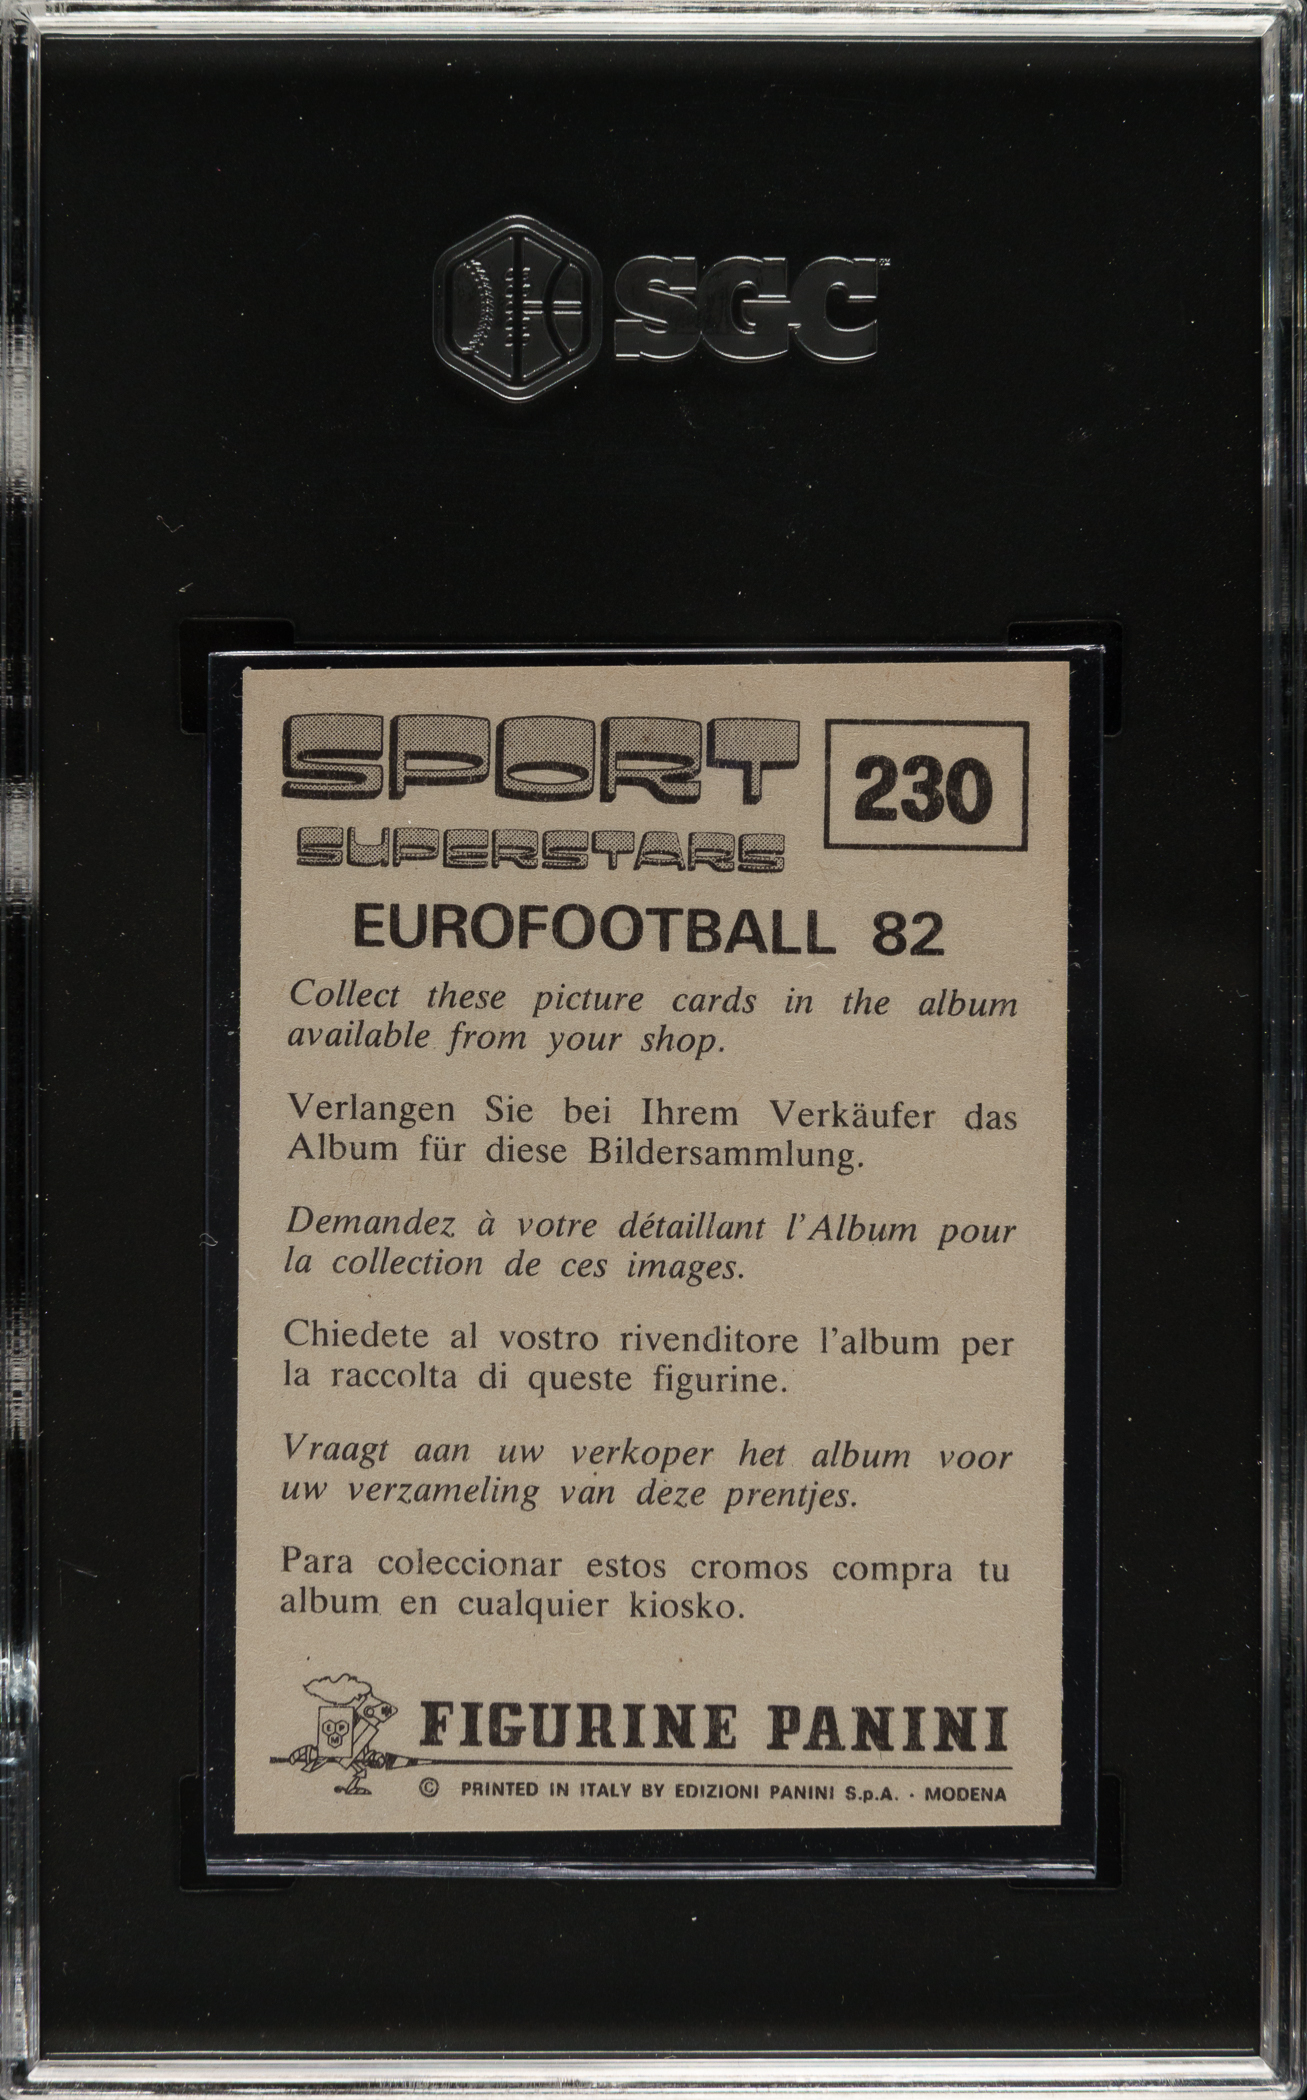 SGC
SPORT
SUPERSTARS
230
EUROFOOTBALL 82
Collect these picture cards in the album
available from your shop.
Verlangen Sie bei Ihrem Verkäufer das
Album für diese Bildersammlung.
Demandez à votre détaillant l'Album pour
la collection de ces images.
Chiedete al vostro rivenditore l'album per
la raccolta di queste figurine.
Vraagt aan uw verkoper het album voor
uw verzameling van deze prentjes.
Para coleccionar estos cromos compra tu
album en cualquier kiosko.
FIGURINE PANINI
© PRINTED IN ITALY BY EDIZIONI PANINI S.p.A. · MODENA